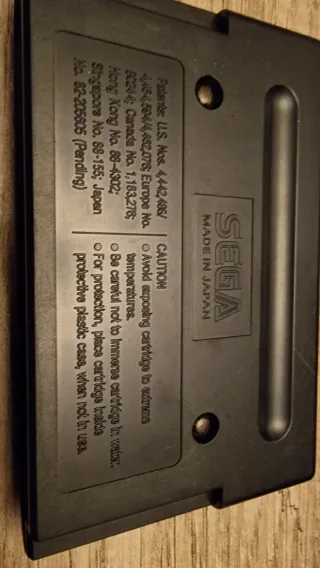 SEGA
MADE IN JAPAN
Patents: U.S. Nos. 4,442,486/
4,454,594/4,462,076; Europe No.
80244; Canada No. 1,183,276;
Hong Kong No. 88-4302;
Singapore No. 88-155; Japan
No. 82-205605 (Pending)
CAUTION
○ Avoid exposing cartridge to extreme
temperatures.
○ Be careful not to immerse cartridge in water.
○ For protection, place cartridge inside
protective plastic case, when not in use.